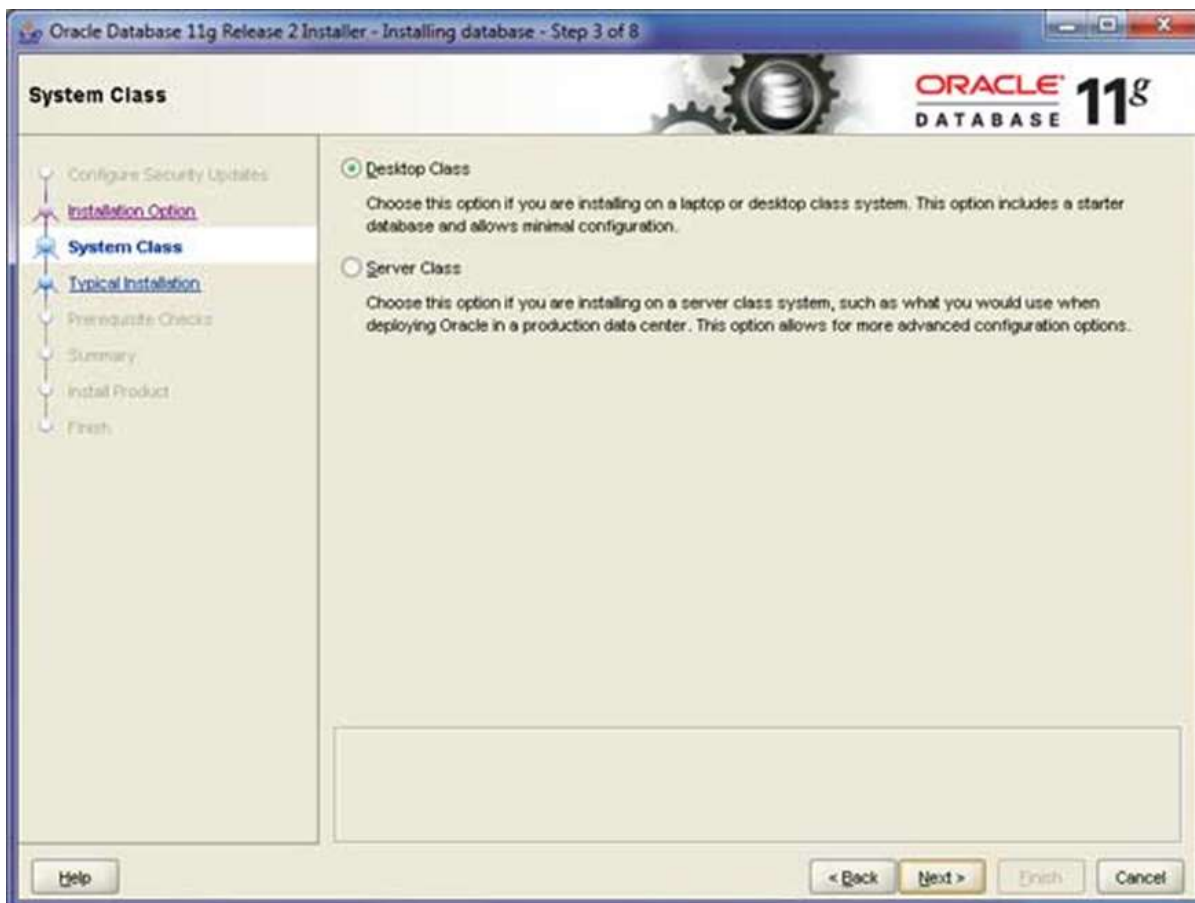 Oracle Database 11g Release 2 Installer - Installing database - Step 3 of 8
System Class
ORACLE
DATABASE
11g
Configure Security Updates
Installation Option
System Class
Typical Installation
Prerequisite Checks
Summary
Install Product
Finish
Desktop Class
Choose this option if you are installing on a laptop or desktop class system. This option includes a starter
database and allows minimal configuration.
Server Class
Choose this option if you are installing on a server class system, such as what you would use when
deploying Oracle in a production data center. This option allows for more advanced configuration options.
Help
< Back
Next >
Finish
Cancel